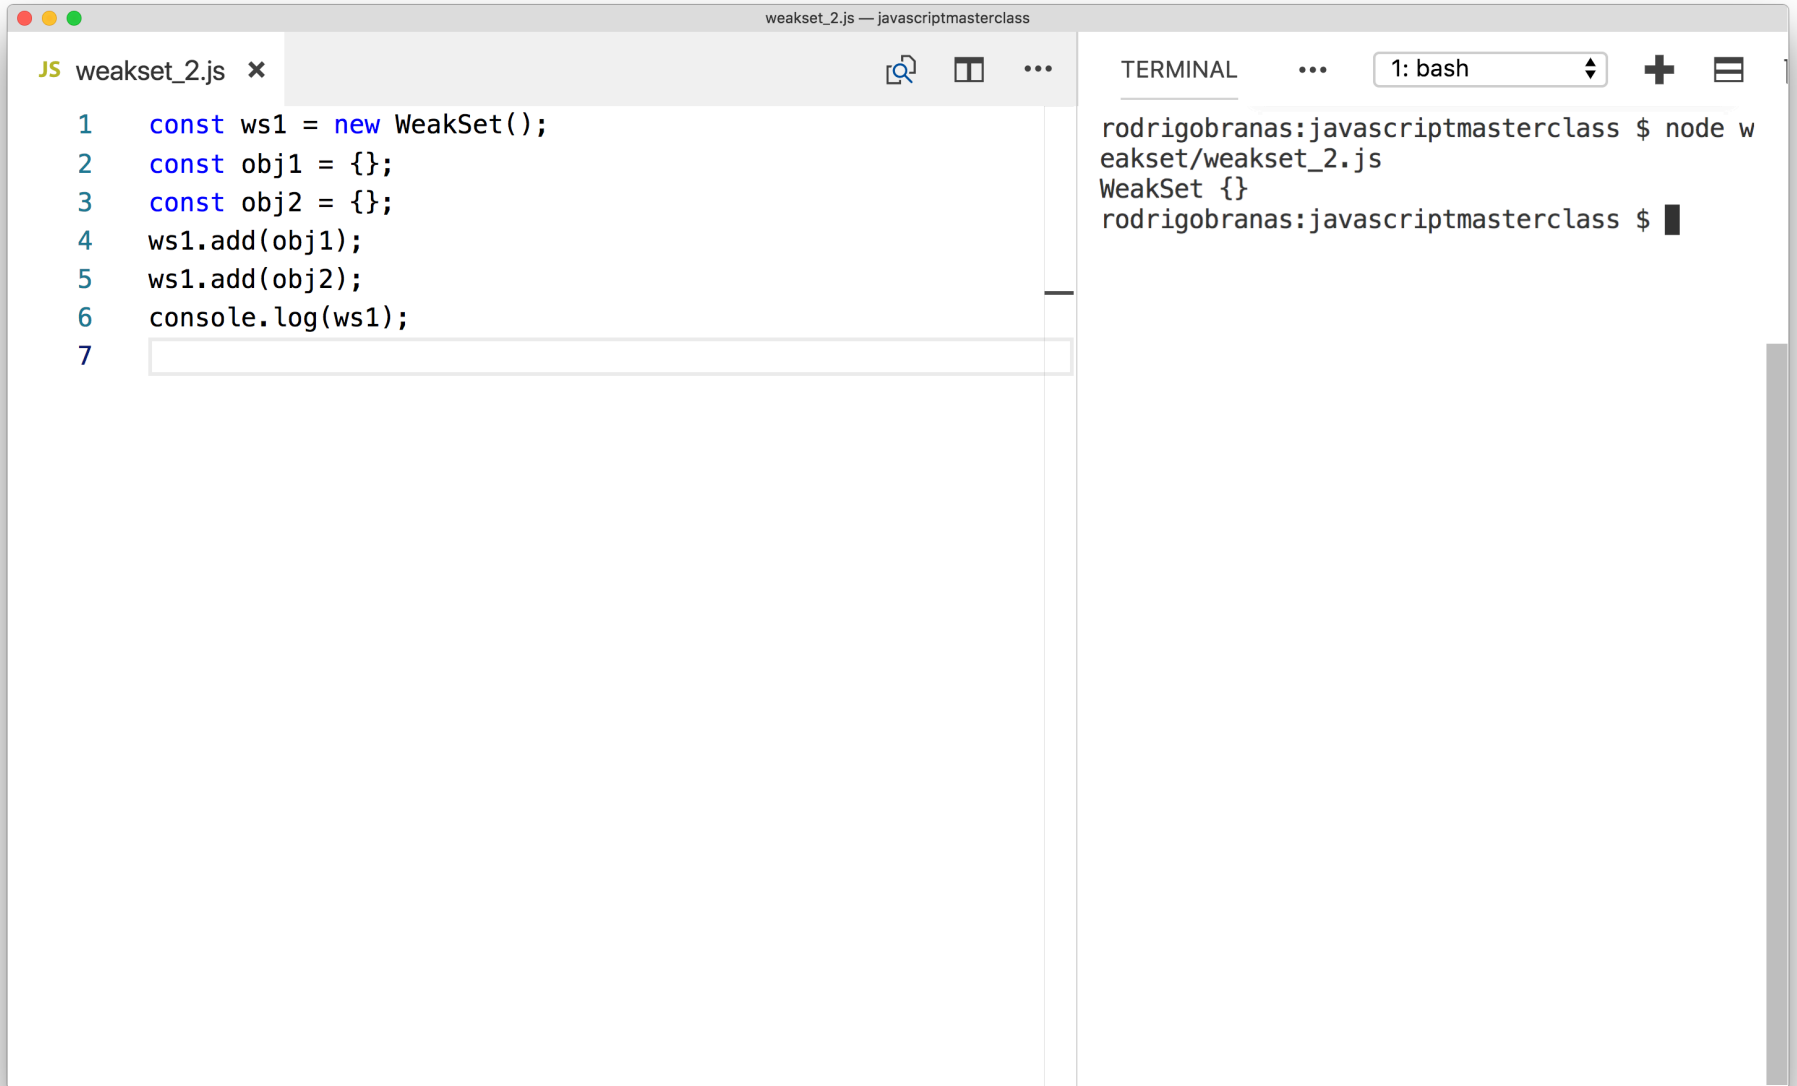 weakset_2.js — javascriptmasterclass
JS weakset_2.js ×
1 const ws1 = new WeakSet();
2 const obj1 = {};
3 const obj2 = {};
4 ws1.add(obj1);
5 ws1.add(obj2);
6 console.log(ws1);
7
TERMINAL ••• 1: bash
rodrigobranas:javascriptmasterclass $ node w
eakset/weakset_2.js
WeakSet {}
rodrigobranas:javascriptmasterclass $